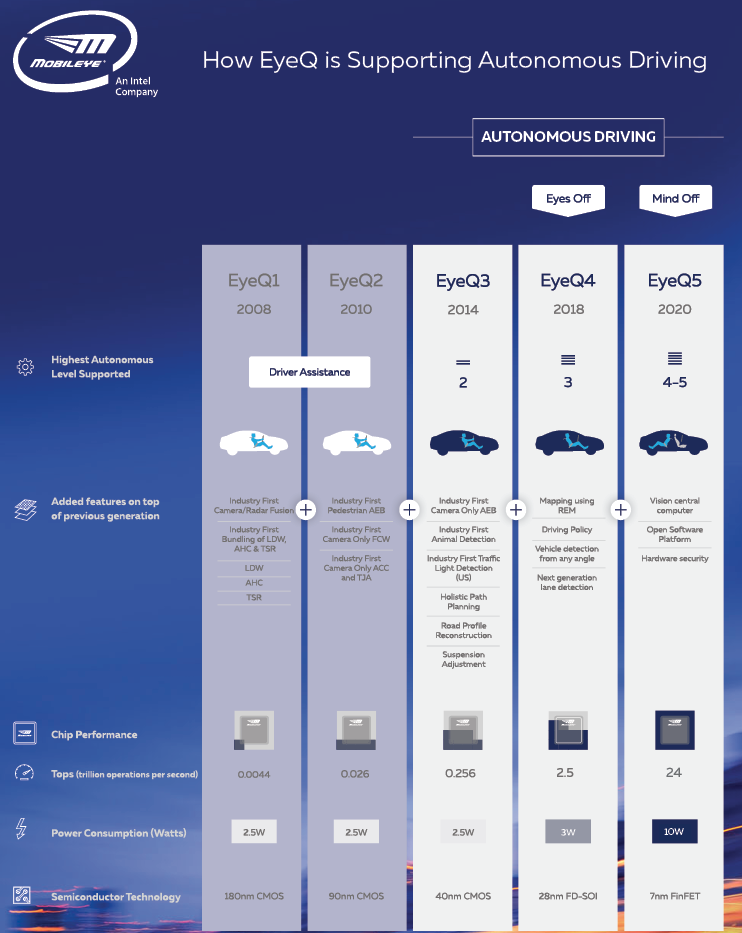 MOBILEYE®
An Intel
Company
How EyeQ is Supporting Autonomous Driving
AUTONOMOUS DRIVING
Eyes Off
Mind Off
EyeQ1
2008
EyeQ2
2010
EyeQ3
2014
EyeQ4
2018
EyeQ5
2020
Highest Autonomous
Level Supported
Driver Assistance
2
3
4-5
Added features on top
of previous generation
Industry First
Camera/Radar Fusion
Industry First
Bundling of LDW,
AHC & TSR
LDW
AHC
TSR
+
Industry First
Pedestrian AEB
Industry First
Camera Only FCW
Industry First
Camera Only ACC
and TJA
+
Industry First
Camera Only AEB
Industry First
Animal Detection
Industry First Traffic
Light Detection
(US)
Holistic Path
Planning
Road Profile
Reconstruction
Suspension
Adjustment
+
Mapping using
REM
Driving Policy
Vehicle detection
from any angle
Next generation
lane detection
+
Vision central
computer
Open Software
Platform
Hardware security
Chip Performance
Tops (trillion operations per second)
0.0044
0.026
0.256
2.5
24
Power Consumption (Watts)
2.5W
2.5W
2.5W
3W
10W
Semiconductor Technology
180nm CMOS
90nm CMOS
40nm CMOS
28nm FD-SOI
7nm FinFET